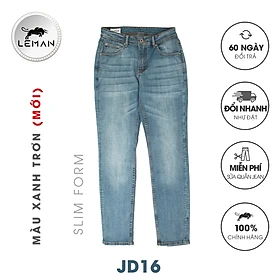 LEMAN
MÀU XANH TRƠN (MỚI)
SLIM FORM
60 NGÀY
ĐỔI TRẢ
ĐỔI NHANH
NHƯ ĐẶT
MIỄN PHÍ
SỬA QUẦN JEAN
100%
CHÍNH HÃNG
JD16